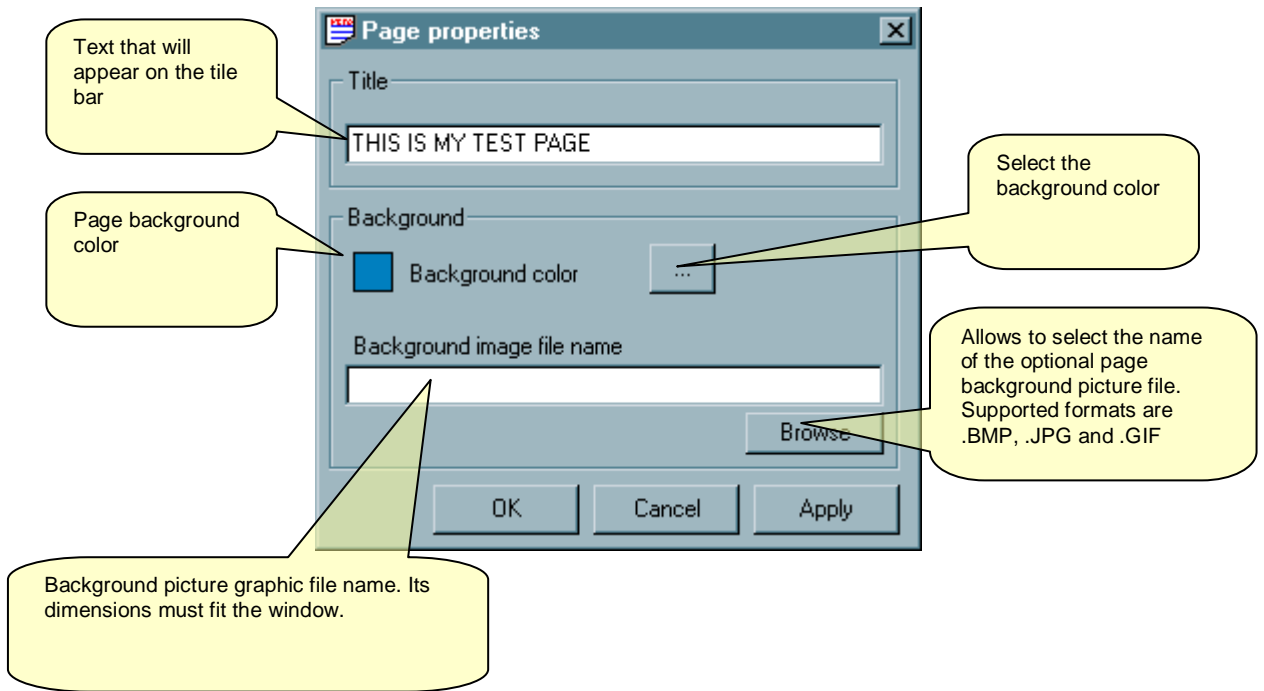 Page properties
Text that will
appear on the tile
bar
Title
THIS IS MY TEST PAGE
Select the
background color
Page background
color
Background
Background color
...
Background image file name
Allows to select the name
of the optional page
background picture file.
Supported formats are
.BMP, .JPG and .GIF
Browse
OK
Cancel
Apply
Background picture graphic file name. Its
dimensions must fit the window.